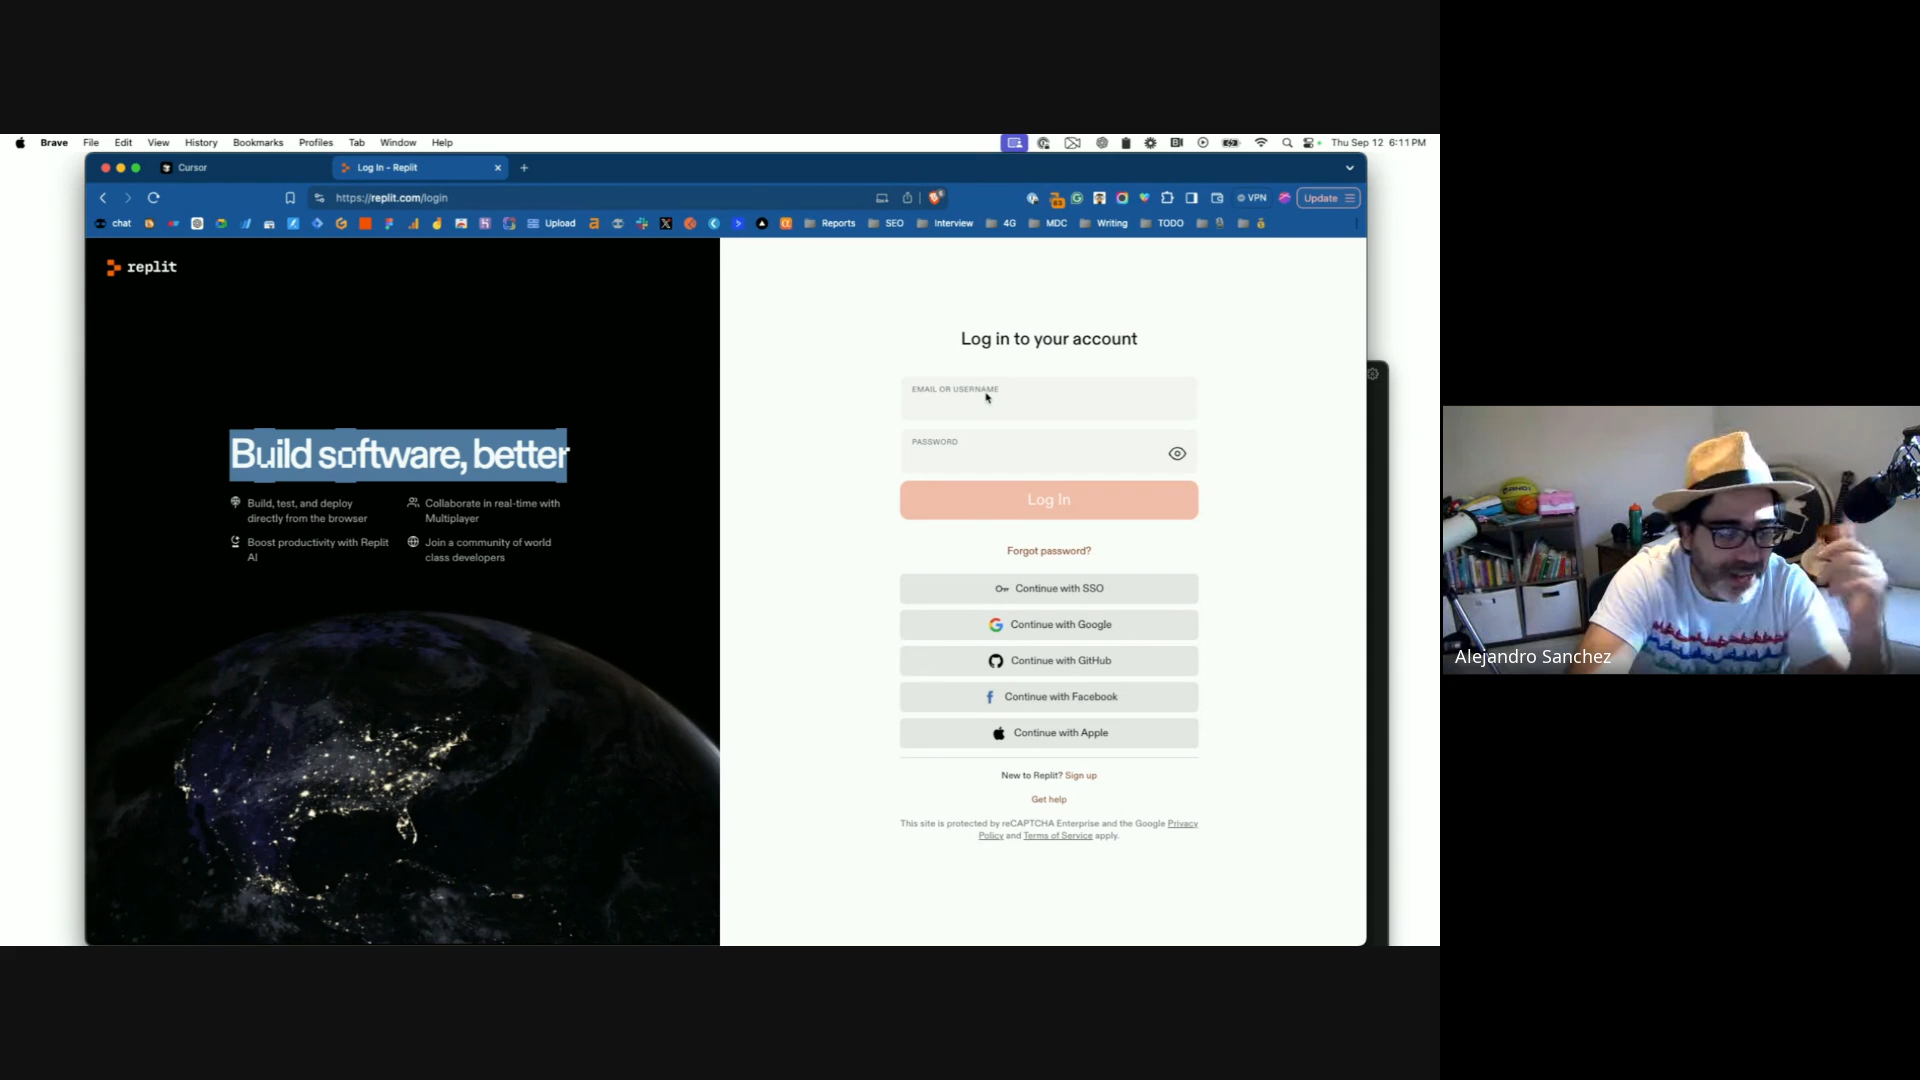 Brave File Edit View History Bookmarks Profiles Tab Window Help
Thu Sep 12 6:11PM
Cursor
Log In - Replit
https://replit.com/login
VPN
Update
chat
Upload
Reports
SEO
Interview
4G
MDC
Writing
TODO
replit
Build software, better
Build, test, and deploy
directly from the browser
Collaborate in real-time with
Multiplayer
Boost productivity with Replit
AI
Join a community of world
class developers
Log in to your account
EMAIL OR USERNAME
PASSWORD
Log In
Forgot password?
Continue with SSO
Continue with Google
Continue with GitHub
Continue with Facebook
Continue with Apple
New to Replit? Sign up
Get help
This site is protected by reCAPTCHA Enterprise and the Google Privacy
Policy and Terms of Service apply.
Alejandro Sanchez